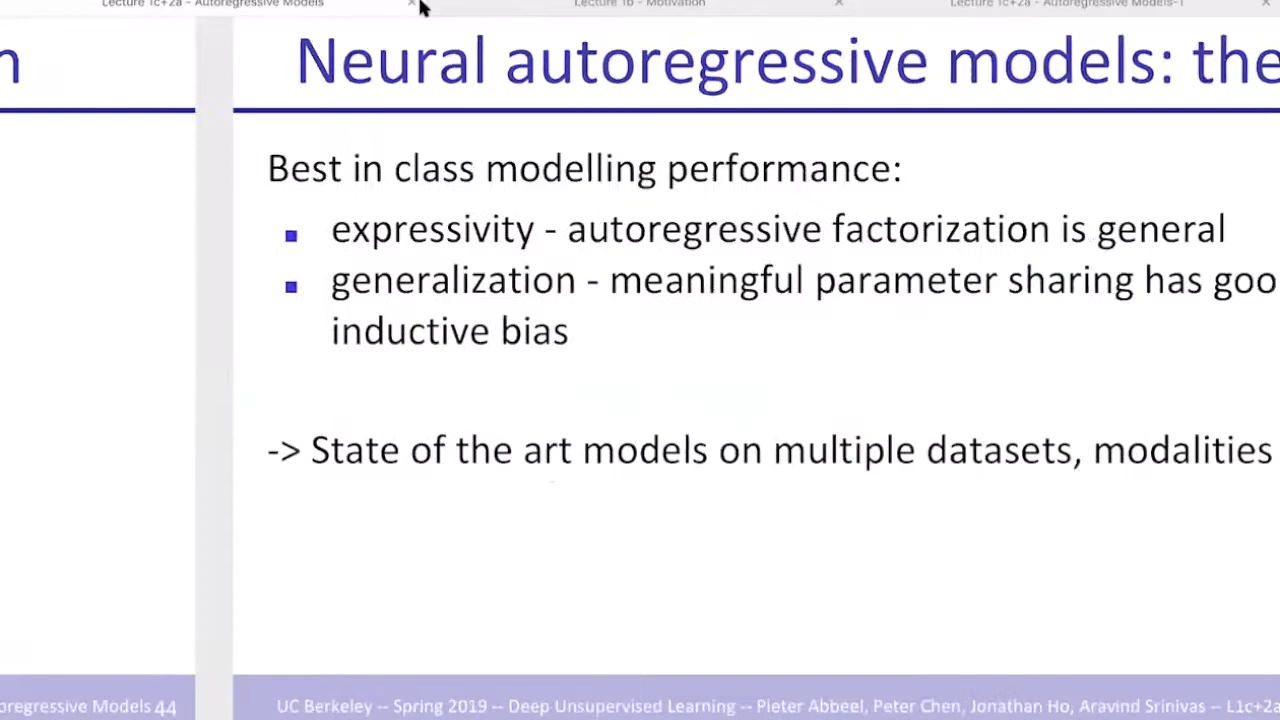 Lecture 1c+2a - Autoregressive Models
Lecture 1b - Motivation
Lecture 1c+2a - Autoregressive Models-1
n
Neural autoregressive models: the
Best in class modelling performance:
expressivity - autoregressive factorization is general
generalization - meaningful parameter sharing has goo
inductive bias
-> State of the art models on multiple datasets, modalities
oregressive Models 44
UC Berkeley -- Spring 2019 -- Deep Unsupervised Learning -- Pieter Abbeel, Peter Chen, Jonathan Ho, Aravind Srinivas -- L1c+2a